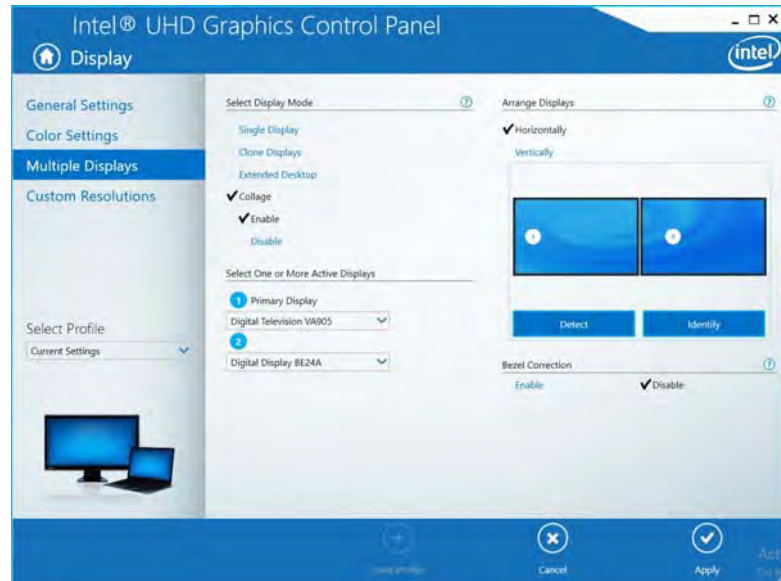 Intel® UHD Graphics Control Panel
Display
intel
General Settings
Color Settings
Multiple Displays
Custom Resolutions
Select Profile
Current Settings
Select Display Mode
Single Display
Clone Displays
Extended Desktop
Collage
Enable
Disable
Select One or More Active Displays
1 Primary Display
Digital Television VA905
2
Digital Display BE24A
Arrange Displays
Horizontally
Vertically
Detect
Identify
Bezel Correction
Enable
Disable
Cancel
Apply